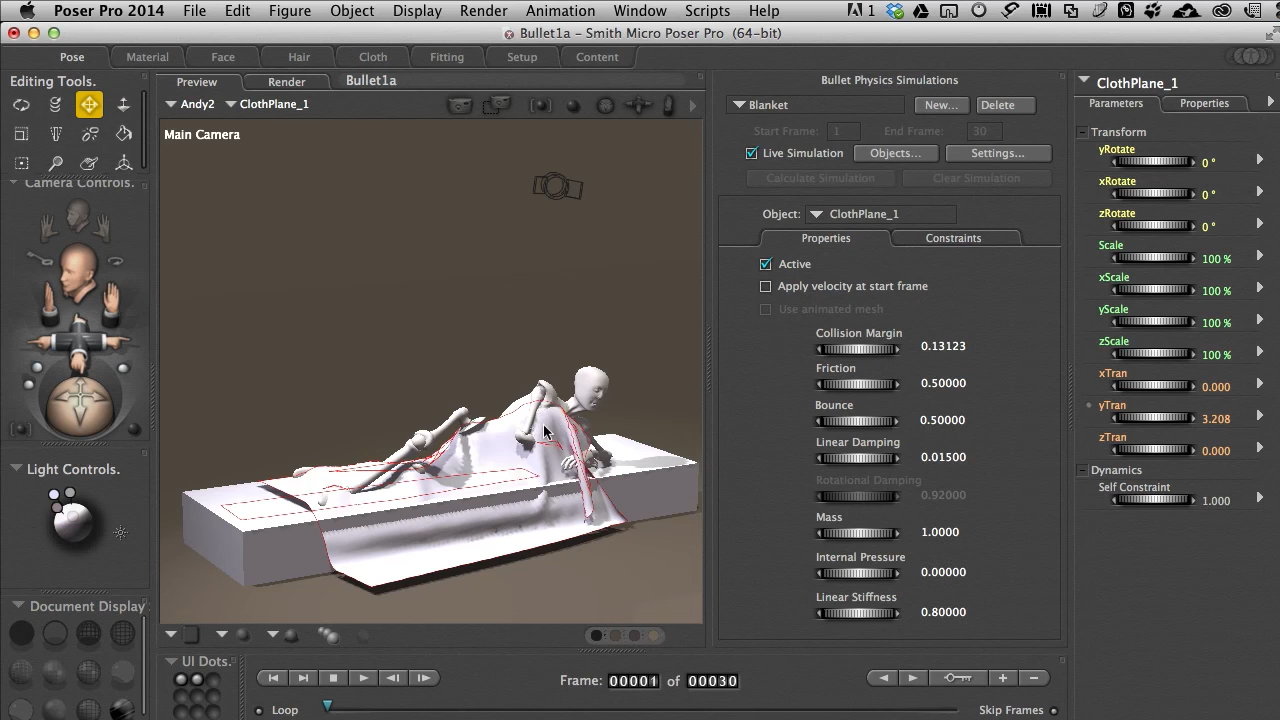 Poser Pro 2014 File Edit Figure Object Display Render Animation Window Scripts Help 1
Bullet1a – Smith Micro Poser Pro (64-bit)
Pose Material Face Hair Cloth Fitting Setup Content
Editing Tools.
Preview Render Bullet1a
Andy2 ClothPlane_1
Main Camera
Camera Controls.
Light Controls.
Document Display
UI Dots.
Loop
Frame: 00001 of 00030
Skip Frames
Bullet Physics Simulations
Blanket New... Delete
Start Frame: 1 End Frame: 30
Live Simulation Objects... Settings...
Calculate Simulation Clear Simulation
Object: ClothPlane_1
Properties Constraints
Active
Apply velocity at start frame
Use animated mesh
Collision Margin
0.13123
Friction
0.50000
Bounce
0.50000
Linear Damping
0.01500
Rotational Damping
0.92000
Mass
1.0000
Internal Pressure
0.00000
Linear Stiffness
0.80000
ClothPlane_1
Parameters Properties
Transform
yRotate
0 °
xRotate
0 °
zRotate
0 °
Scale
100 %
xScale
100 %
yScale
100 %
zScale
100 %
xTran
0.000
yTran
3.208
zTran
0.000
Dynamics
Self Constraint
1.000